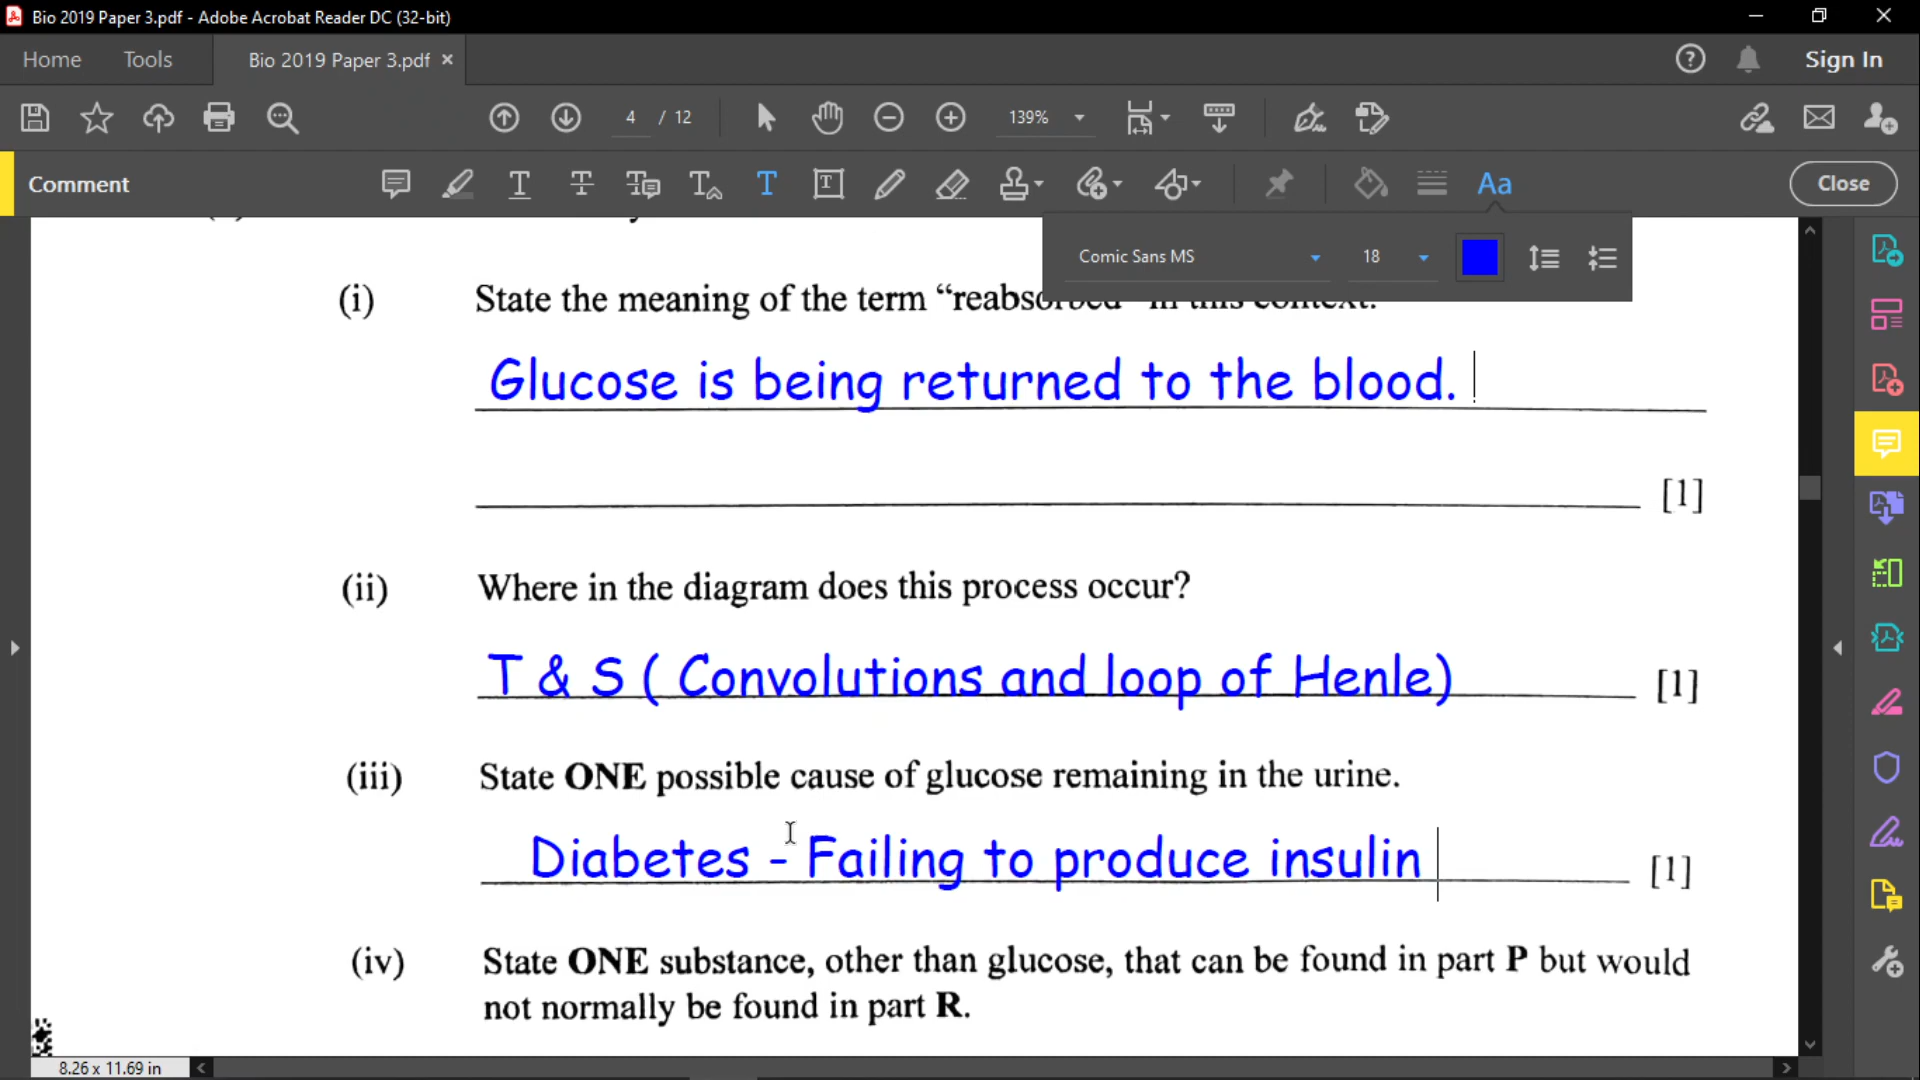 Bio 2019 Paper 3.pdf - Adobe Acrobat Reader DC (32-bit)
Home Tools Bio 2019 Paper 3.pdf × Sign In
4 / 12 139%
Comment Aa Close
Comic Sans MS 18
(i) State the meaning of the term “reabsorbed” in this context.
Glucose is being returned to the blood.
[1]
(ii) Where in the diagram does this process occur?
T & S ( Convolutions and loop of Henle) [1]
(iii) State ONE possible cause of glucose remaining in the urine.
Diabetes - Failing to produce insulin [1]
(iv) State ONE substance, other than glucose, that can be found in part P but would
not normally be found in part R.
8.26 x 11.69 in